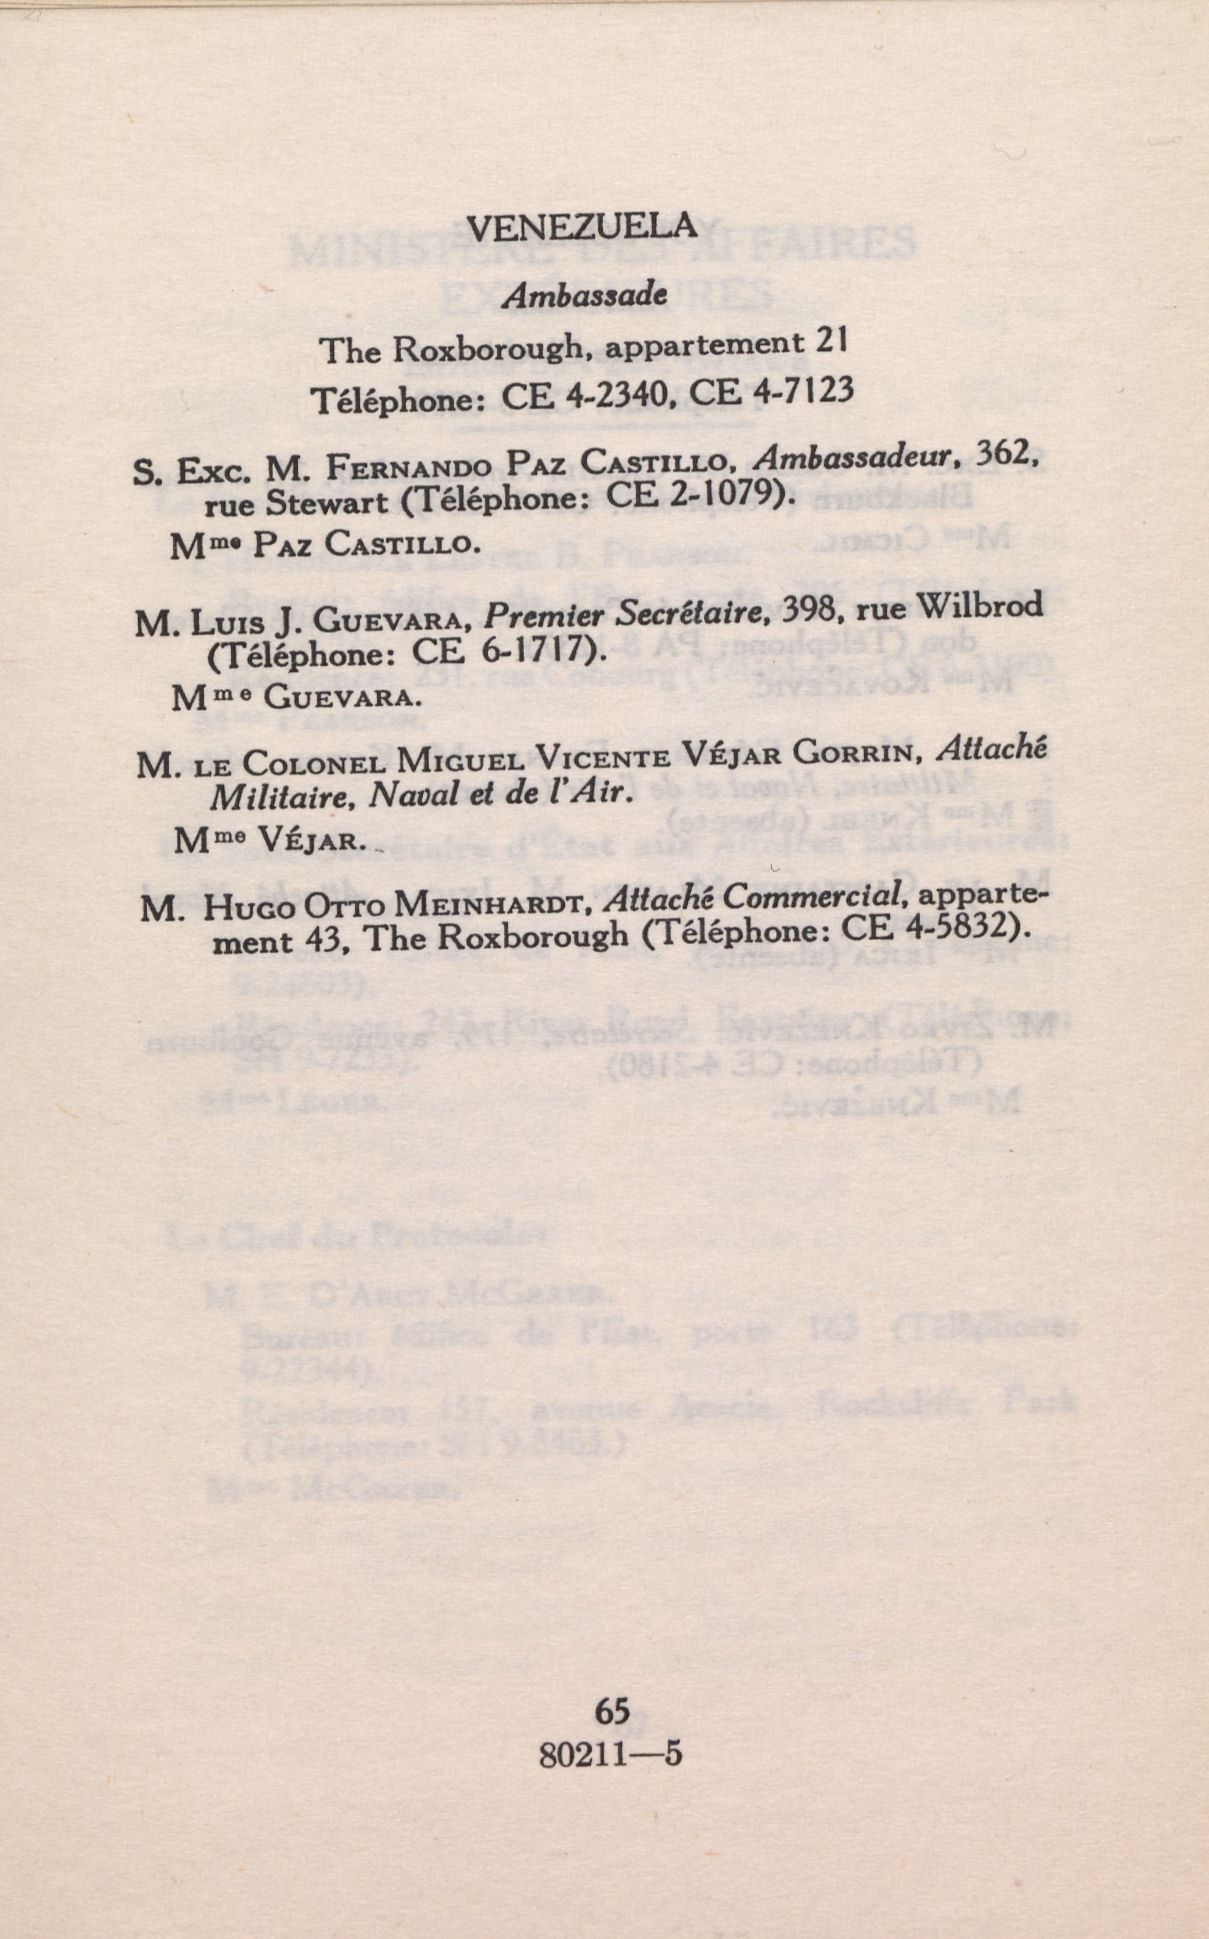 VENEZUELA
Ambassade
The Roxborough, appartement 21
Téléphone: CE 4-2340, CE 4-7123
S. Exc. M. Fernando Paz Castillo, Ambassadeur, 362,
rue Stewart (Téléphone: CE 2-1079).
Mme Paz Castillo.
M. Luis J. Guevara, Premier Secrétaire, 398, rue Wilbrod
(Téléphone: CE 6-1717).
Mme Guevara.
M. le Colonel Miguel Vicente Véjar Gorrin, Attaché
Militaire, Naval et de l'Air.
Mme Véjar.
M. Hugo Otto Meinhardt, Attaché Commercial, apparte-
ment 43, The Roxborough (Téléphone: CE 4-5832).
65
80211—5